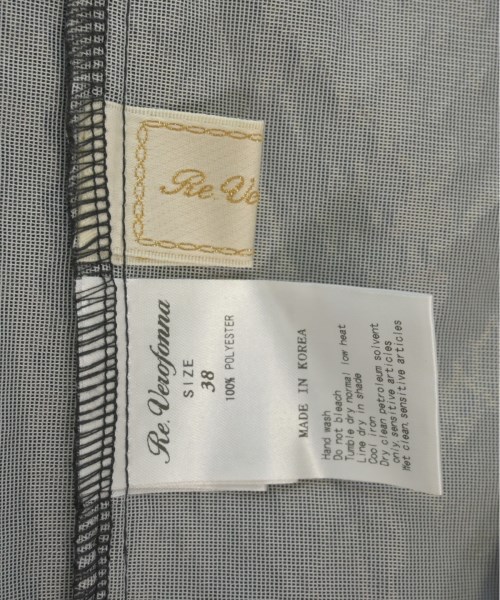 Re. Ve
Re. Verofonna
SIZE
38
100% POLYESTER
MADE IN KOREA
Hand wash
Do not bleach
Tumble dry normal low heat
Line dry in shade
Cool iron
Dry clean petroleum solvent
only.sensitive articles
Wet clean.sensitive articles